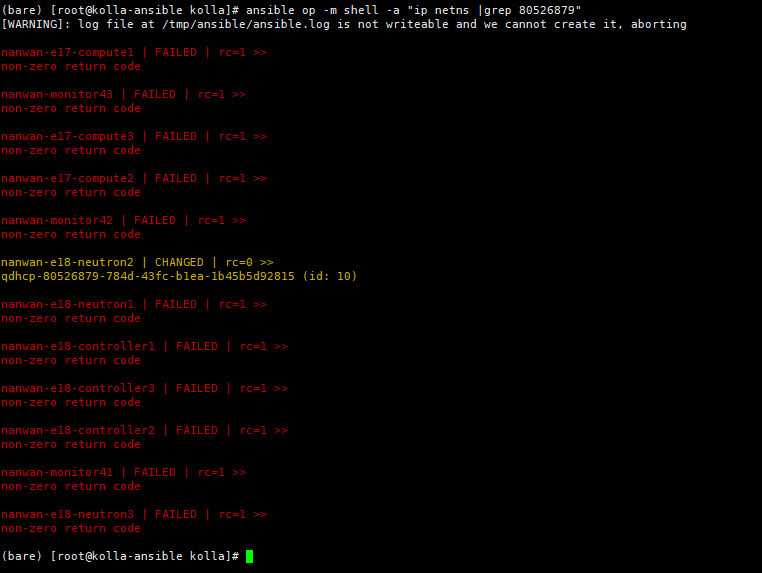 (bare) [root@kolla-ansible kolla]# ansible op -m shell -a "ip netns |grep 80526879"
[WARNING]: log file at /tmp/ansible/ansible.log is not writeable and we cannot create it, aborting
nanwan-e17-compute1 | FAILED | rc=1 >>
non-zero return code
nanwan-monitor43 | FAILED | rc=1 >>
non-zero return code
nanwan-e17-compute3 | FAILED | rc=1 >>
non-zero return code
nanwan-e17-compute2 | FAILED | rc=1 >>
non-zero return code
nanwan-monitor42 | FAILED | rc=1 >>
non-zero return code
nanwan-e18-neutron2 | CHANGED | rc=0 >>
qdhcp-80526879-784d-43fc-b1ea-1b45b5d92815 (id: 10)
nanwan-e18-neutron1 | FAILED | rc=1 >>
non-zero return code
nanwan-e18-controller1 | FAILED | rc=1 >>
non-zero return code
nanwan-e18-controller3 | FAILED | rc=1 >>
non-zero return code
nanwan-e18-controller2 | FAILED | rc=1 >>
non-zero return code
nanwan-monitor41 | FAILED | rc=1 >>
non-zero return code
nanwan-e18-neutron3 | FAILED | rc=1 >>
non-zero return code
(bare) [root@kolla-ansible kolla]#